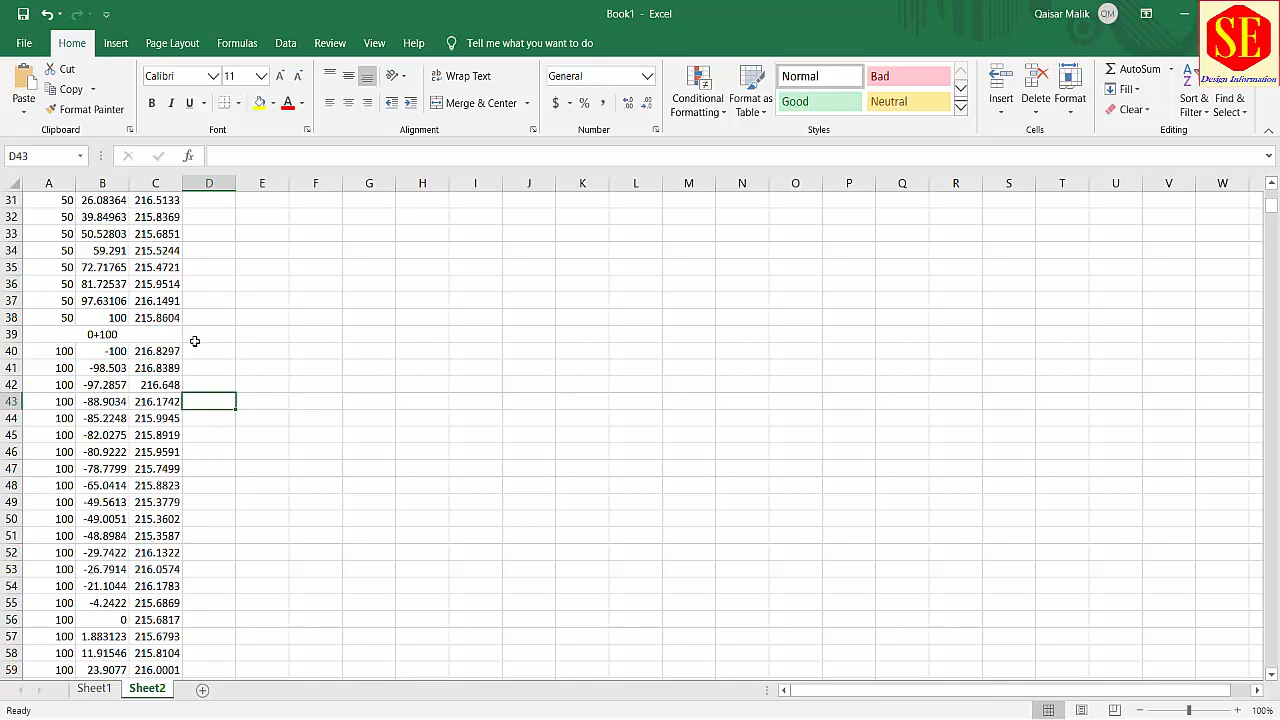 Book1 - Excel
Qaisar Malik QM
SE
Design Information
File Home Insert Page Layout Formulas Data Review View Help Tell me what you want to do
Paste Cut Copy Format Painter Clipboard
Calibri 11 B I U A Font
Wrap Text Merge & Center Alignment
General $ % , Number
Conditional Formatting Format as Table Normal Bad Good Neutral Styles
Insert Delete Format Cells
AutoSum Fill Clear Sort & Filter Find & Select Editing
D43 fx
A B C D E F G H I J K L M N O P Q R S T U V W
31 50 26.08364 216.5133
32 50 39.84963 215.8369
33 50 50.52803 215.6851
34 50 59.291 215.5244
35 50 72.71765 215.4721
36 50 81.72537 215.9514
37 50 97.63106 216.1491
38 50 100 215.8604
39 0+100
40 100 -100 216.8297
41 100 -98.503 216.8389
42 100 -97.2857 216.648
43 100 -88.9034 216.1742
44 100 -85.2248 215.9945
45 100 -82.0275 215.8919
46 100 -80.9222 215.9591
47 100 -78.7799 215.7499
48 100 -65.0414 215.8823
49 100 -49.5613 215.3779
50 100 -49.0051 215.3602
51 100 -48.8984 215.3587
52 100 -29.7422 216.1322
53 100 -26.7914 216.0574
54 100 -21.1044 216.1783
55 100 -4.2422 215.6869
56 100 0 215.6817
57 100 1.883123 215.6793
58 100 11.91546 215.8104
59 100 23.9077 216.0001
Sheet1 Sheet2
Ready 100%